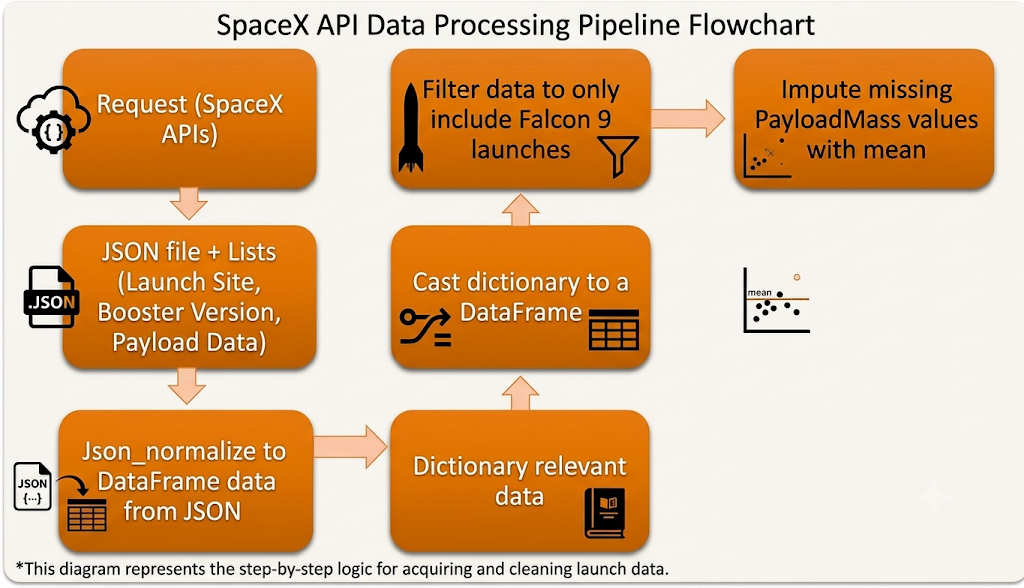 SpaceX API Data Processing Pipeline Flowchart
Request (SpaceX
APIs)
{ }
JSON file + Lists
(Launch Site,
Booster Version,
Payload Data)
.JSON
Json_normalize to
DataFrame data
from JSON
JSON
{...}
Dictionary relevant
data
Cast dictionary to a
DataFrame
Filter data to only
include Falcon 9
launches
Impute missing
PayloadMass values
with mean
mean
*This diagram represents the step-by-step logic for acquiring and cleaning launch data.